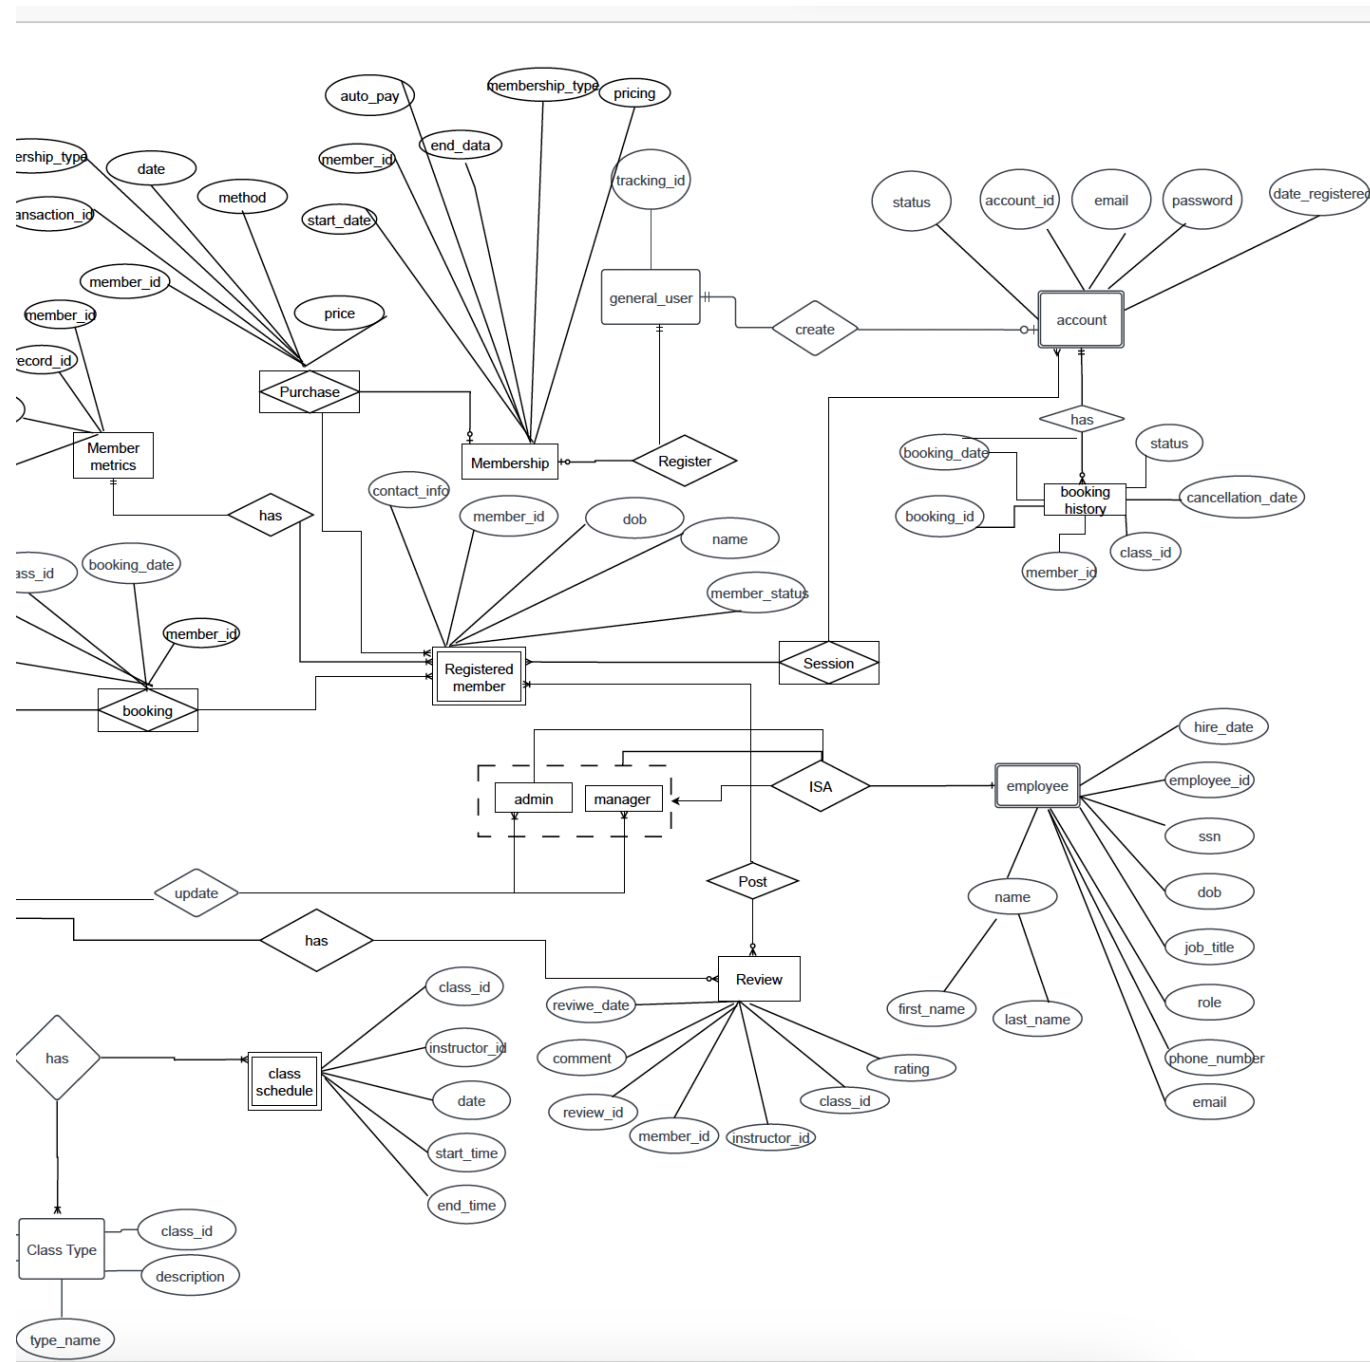 auto_pay
membership_type
pricing
ership_type
date
member_id
end_data
tracking_id
method
ansaction_id
start_date
status
account_id
email
password
date_registered
member_id
price
general_user
create
account
member_id
ecord_id
Purchase
has
Member
metrics
Membership
Register
booking_date
status
contact_info
member_id
dob
name
booking
history
cancellation_date
booking_id
has
class_id
member_id
ass_id
booking_date
member_status
member_id
Registered
member
Session
booking
hire_date
employee_id
ssn
dob
job_title
role
phone_number
email
admin
manager
ISA
employee
name
first_name
last_name
update
Post
has
Review
reviwe_date
comment
review_id
member_id
instructor_id
class_id
rating
class_id
instructor_id
date
start_time
end_time
has
class
schedule
Class Type
class_id
description
type_name